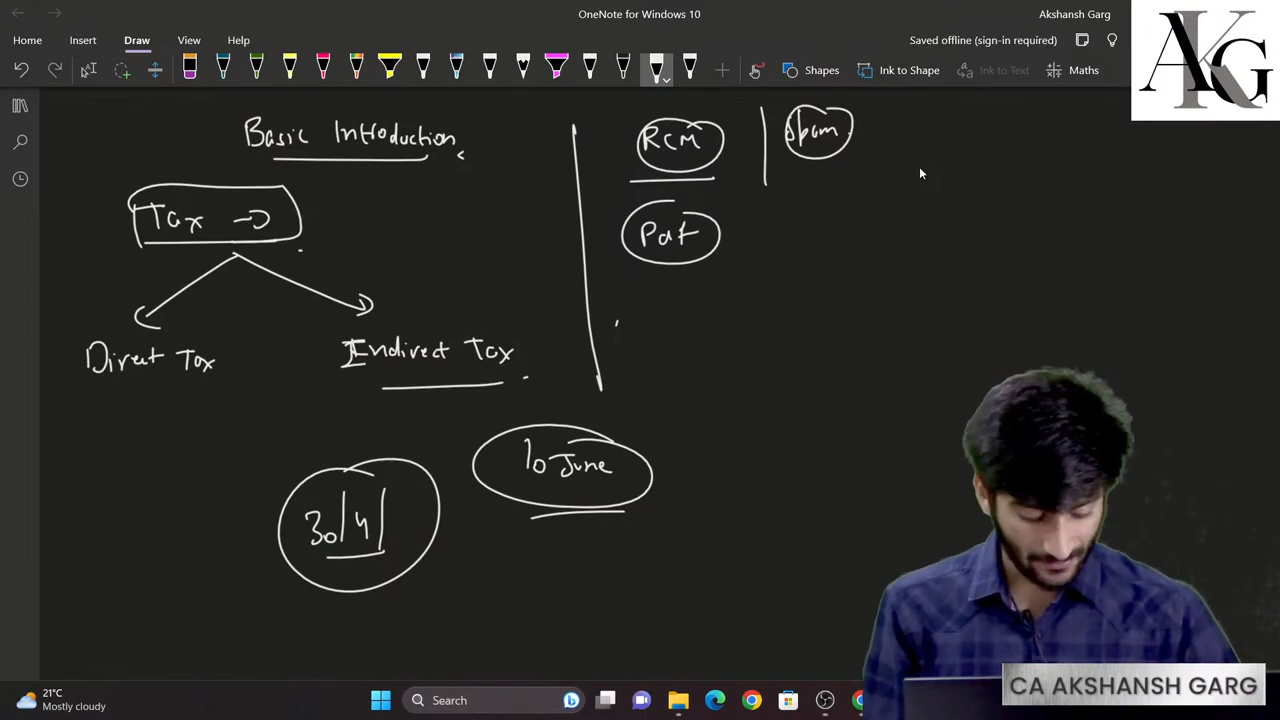 OneNote for Windows 10
Akshansh Garg
Home Insert Draw View Help
Saved offline (sign-in required)
Shapes
Ink to Shape
Ink to Text
Maths
AKG
Basic Introduction
RCM
Spom.
Tax →
Pat
Direct Tax
Indirect Tax
10 June
30/4/
CA AKSHANSH GARG
21°C
Mostly cloudy
Search